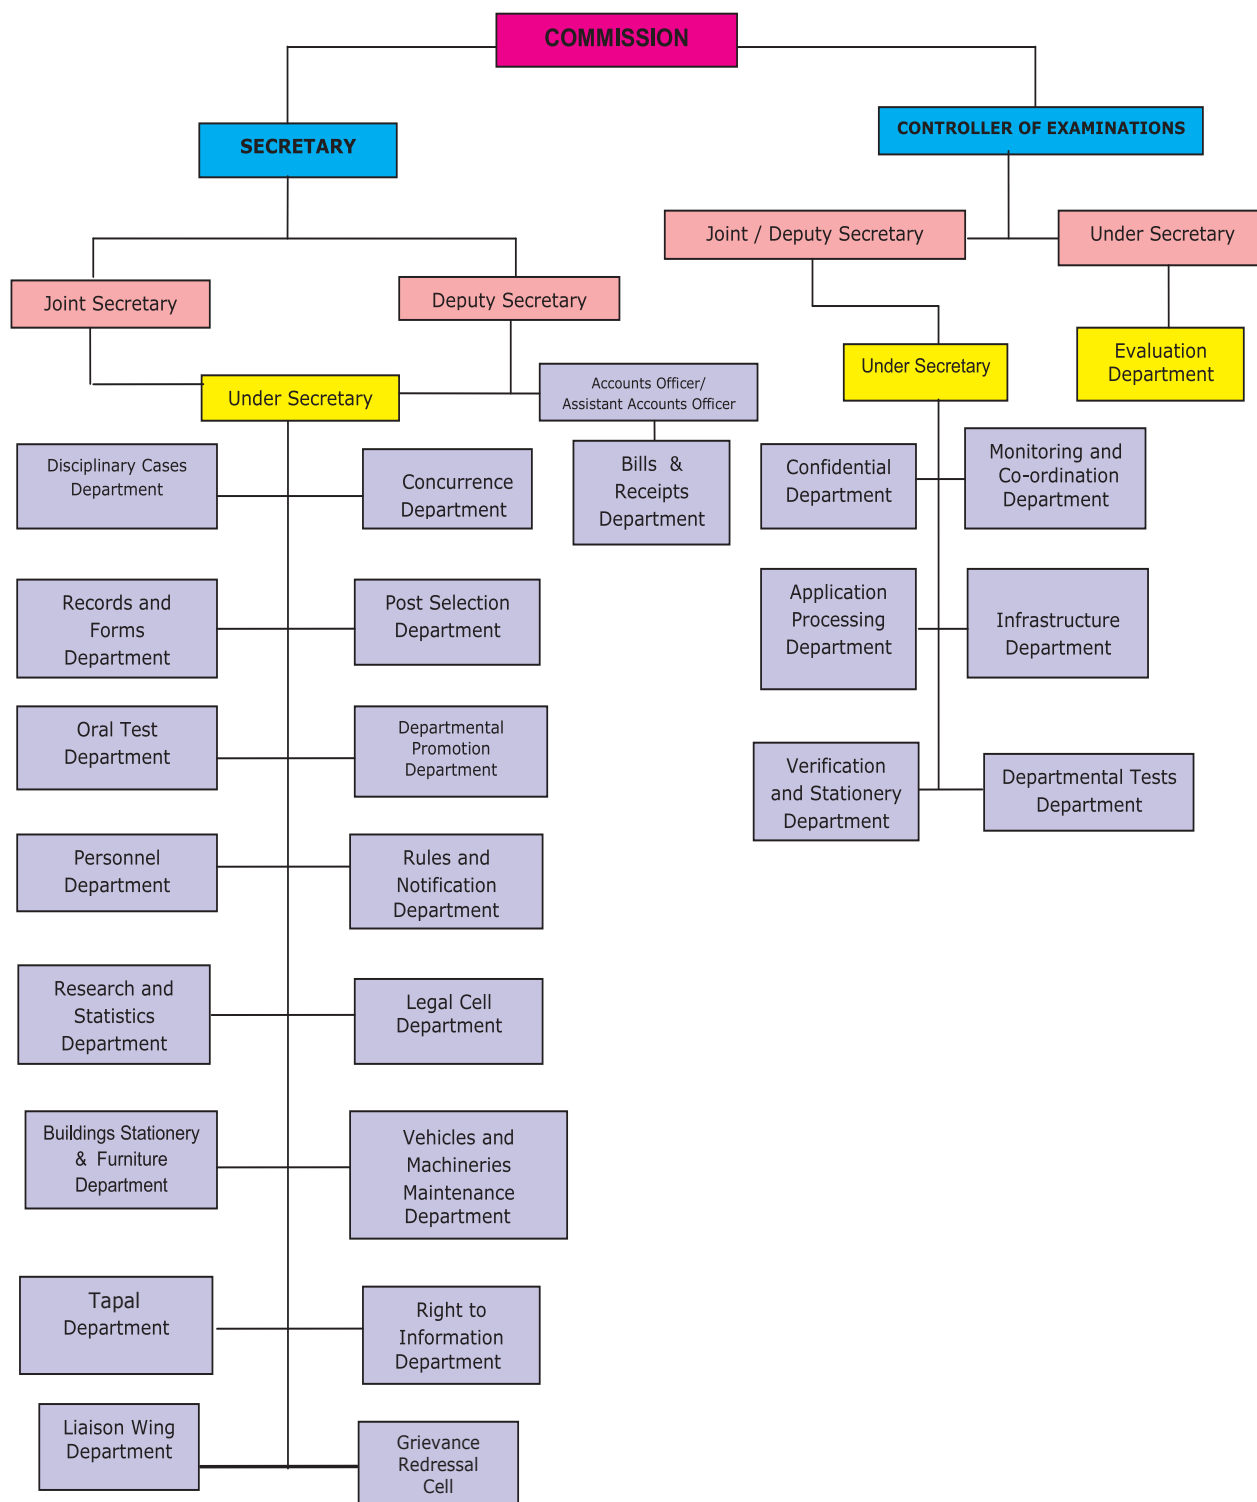 COMMISSION
SECRETARY
CONTROLLER OF EXAMINATIONS
Joint Secretary
Deputy Secretary
Joint / Deputy Secretary
Under Secretary
Under Secretary
Accounts Officer/
Assistant Accounts Officer
Under Secretary
Evaluation
Department
Disciplinary Cases
Department
Concurrence
Department
Bills & 
Receipts
Department
Confidential
Department
Monitoring and
Co-ordination
Department
Records and
Forms
Department
Post Selection
Department
Application
Processing
Department
Infrastructure
Department
Oral Test
Department
Departmental
Promotion
Department
Verification
and Stationery
Department
Departmental Tests
Department
Personnel
Department
Rules and
Notification
Department
Research and
Statistics
Department
Legal Cell
Department
Buildings Stationery
& Furniture
Department
Vehicles and
Machineries
Maintenance
Department
Tapal
Department
Right to
Information
Department
Liaison Wing
Department
Grievance
Redressal
Cell